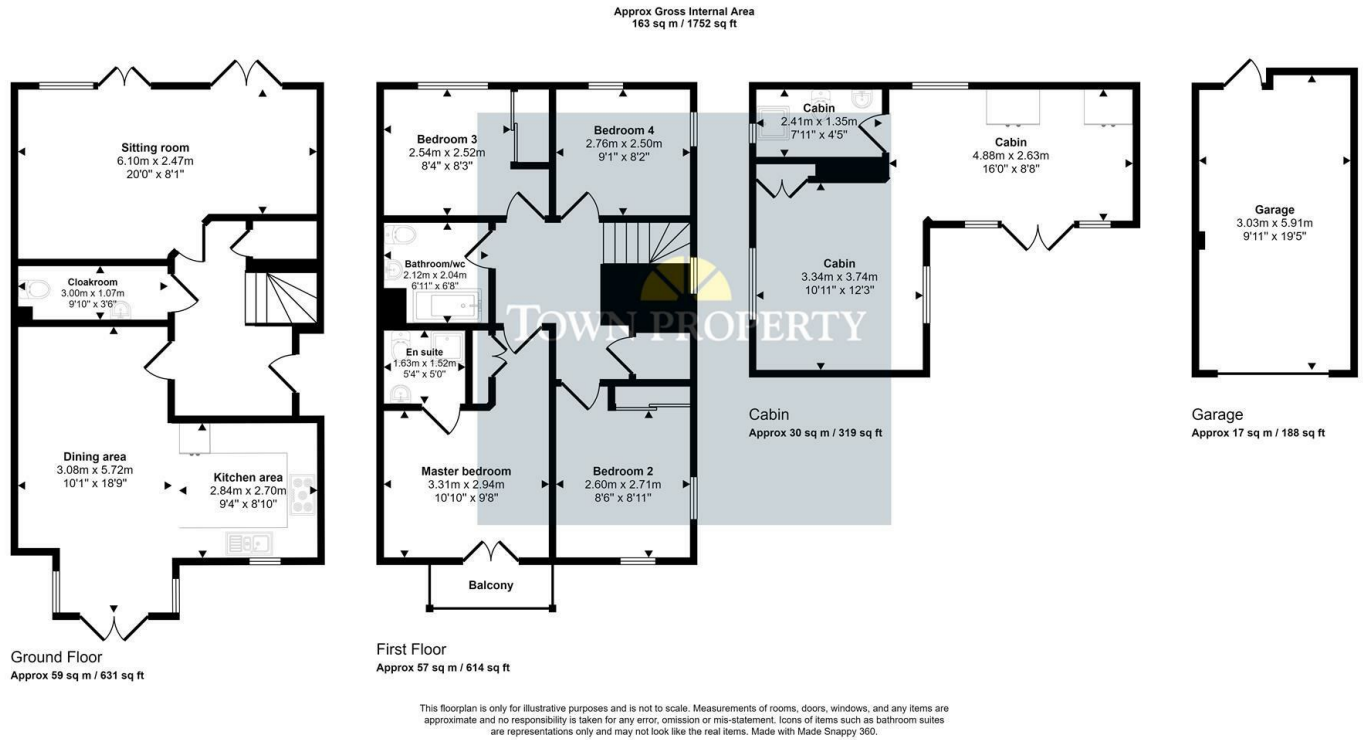 Approx Gross Internal Area
163 sq m / 1752 sq ft
Sitting room
6.10m x 2.47m
20'0" x 8'1"
Cloakroom
3.00m x 1.07m
9'10" x 3'6"
Dining area
3.08m x 5.72m
10'1" x 18'9"
Kitchen area
2.84m x 2.70m
9'4" x 8'10"
Ground Floor
Approx 59 sq m / 631 sq ft
Bedroom 3
2.54m x 2.52m
8'4" x 8'3"
Bedroom 4
2.76m x 2.50m
9'1" x 8'2"
Bathroom/wc
2.12m x 2.04m
6'11" x 6'8"
En suite
1.63m x 1.52m
5'4" x 5'0"
Master bedroom
3.31m x 2.94m
10'10" x 9'8"
Bedroom 2
2.60m x 2.71m
8'6" x 8'11"
Balcony
First Floor
Approx 57 sq m / 614 sq ft
TOWN PROPERTY
Cabin
2.41m x 1.35m
7'11" x 4'5"
Cabin
4.88m x 2.63m
16'0" x 8'8"
Cabin
3.34m x 3.74m
10'11" x 12'3"
Cabin
Approx 30 sq m / 319 sq ft
Garage
3.03m x 5.91m
9'11" x 19'5"
Garage
Approx 17 sq m / 188 sq ft
This floorplan is only for illustrative purposes and is not to scale. Measurements of rooms, doors, windows, and any items are
approximate and no responsibility is taken for any error, omission or mis-statement. Icons of items such as bathroom suites
are representations only and may not look like the real items. Made with Made Snappy 360.